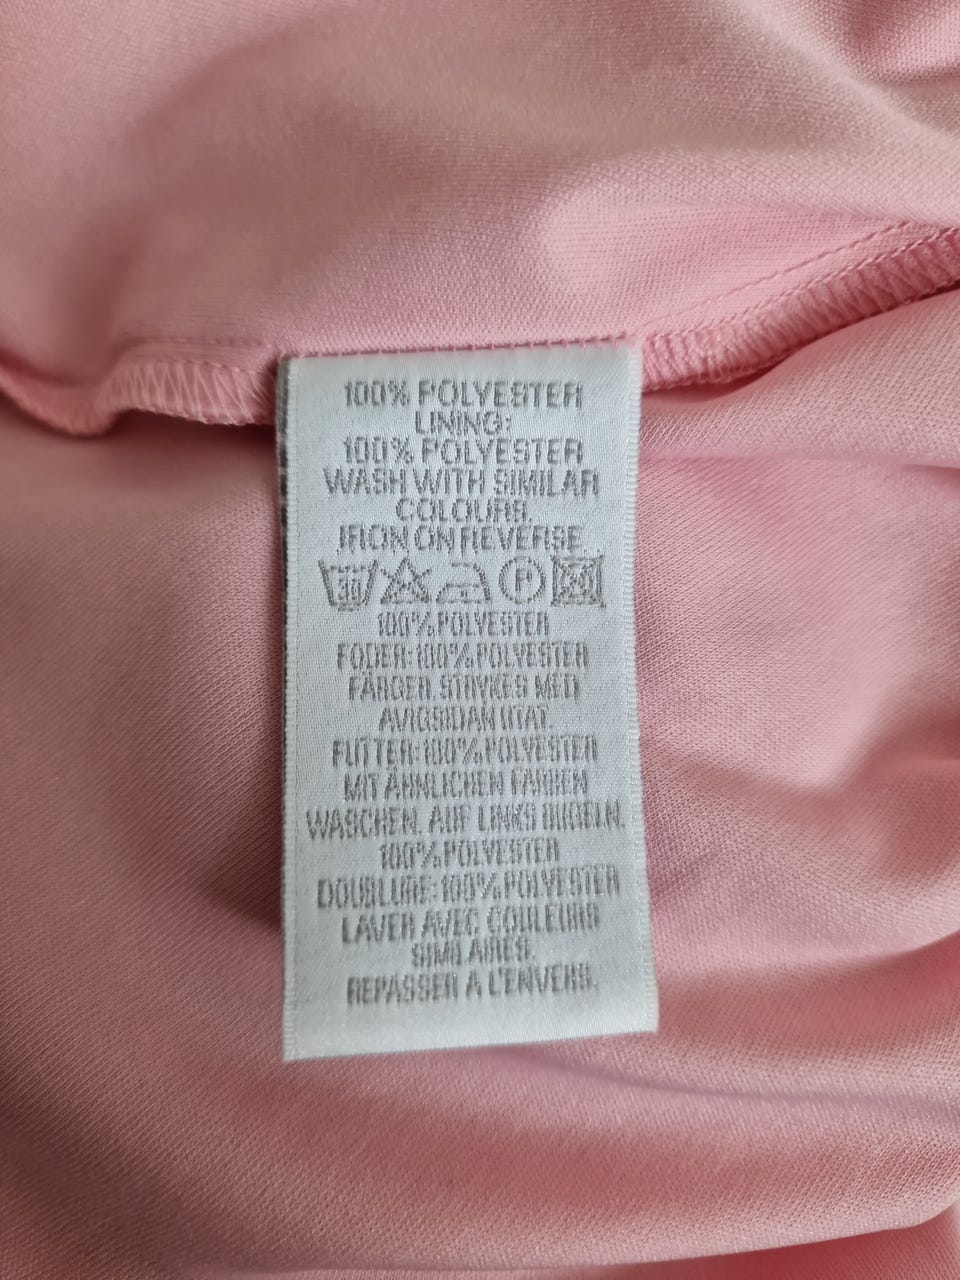 100% POLYESTER
LINING:
100% POLYESTER
WASH WITH SIMILAR
COLOURS.
IRON ON REVERSE.
30 P
100% POLYESTER
FODER:100% POLYESTER
FÄRGER. STRYKES MED
AVIGSIDAN UTÅT.
FUTTER:100% POLYESTER
MIT ÄHNLICHEN FARBEN
WASCHEN. AUF LINKS BÜGELN.
100% POLYESTER
DOUBLURE:100% POLYESTER
LAVER AVEC COULEURS
SIMILAIRES.
REPASSER A L'ENVERS.